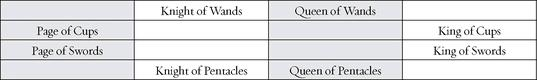 Knight of Wands Queen of Wands
Page of Cups King of Cups
Page of Swords King of Swords
Knight of Pentacles Queen of Pentacles